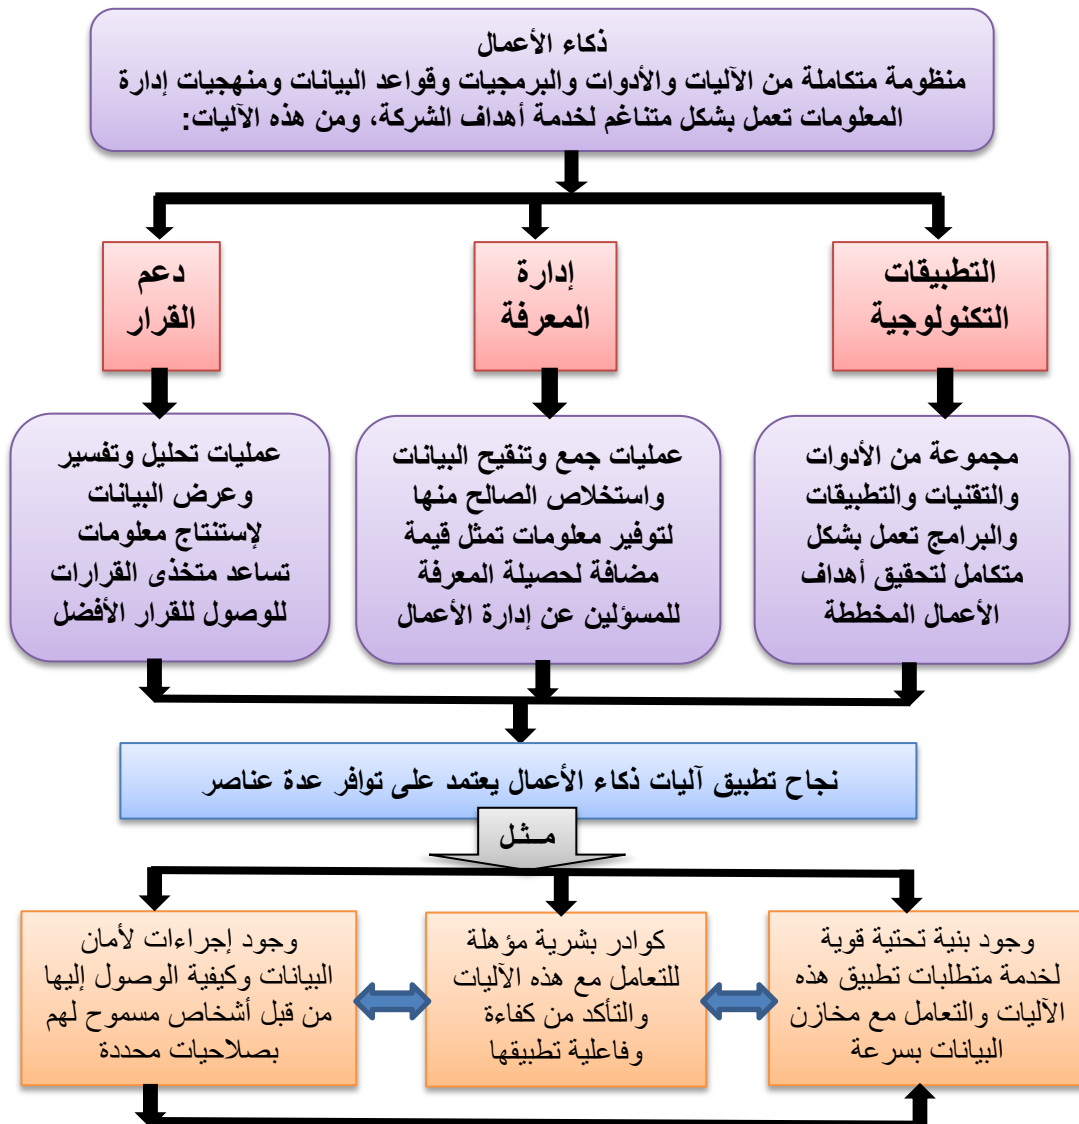 ذكاء الأعمال
منظومة متكاملة من الآليات والأدوات والبرمجيات وقواعد البيانات ومنهجيات إدارة
المعلومات تعمل بشكل متناغم لخدمة أهداف الشركة، ومن هذه الآليات:
التطبيقات
التكنولوجية
إدارة
المعرفة
دعم
القرار
مجموعة من الأدوات
والتقنيات والتطبيقات
والبرامج تعمل بشكل
متكامل لتحقيق أهداف
الأعمال المخططة
عمليات جمع وتنقيح البيانات
واستخلاص الصالح منها
لتوفير معلومات تمثل قيمة
مضافة لحصيلة المعرفة
للمسؤلين عن إدارة الأعمال
عمليات تحليل وتفسير
وعرض البيانات
لإستنتاج معلومات
تساعد متخذى القرارات
للوصول للقرار الأفضل
نجاح تطبيق آليات ذكاء الأعمال يعتمد على توافر عدة عناصر
مــثـل
وجود بنية تحتية قوية
لخدمة متطلبات تطبيق هذه
الآليات والتعامل مع مخازن
البيانات بسرعة
كوادر بشرية مؤهلة
للتعامل مع هذه الآليات
والتأكد من كفاءة
وفاعلية تطبيقها
وجود إجراءات لأمان
البيانات وكيفية الوصول إليها
من قبل أشخاص مسموح لهم
بصلاحيات محددة